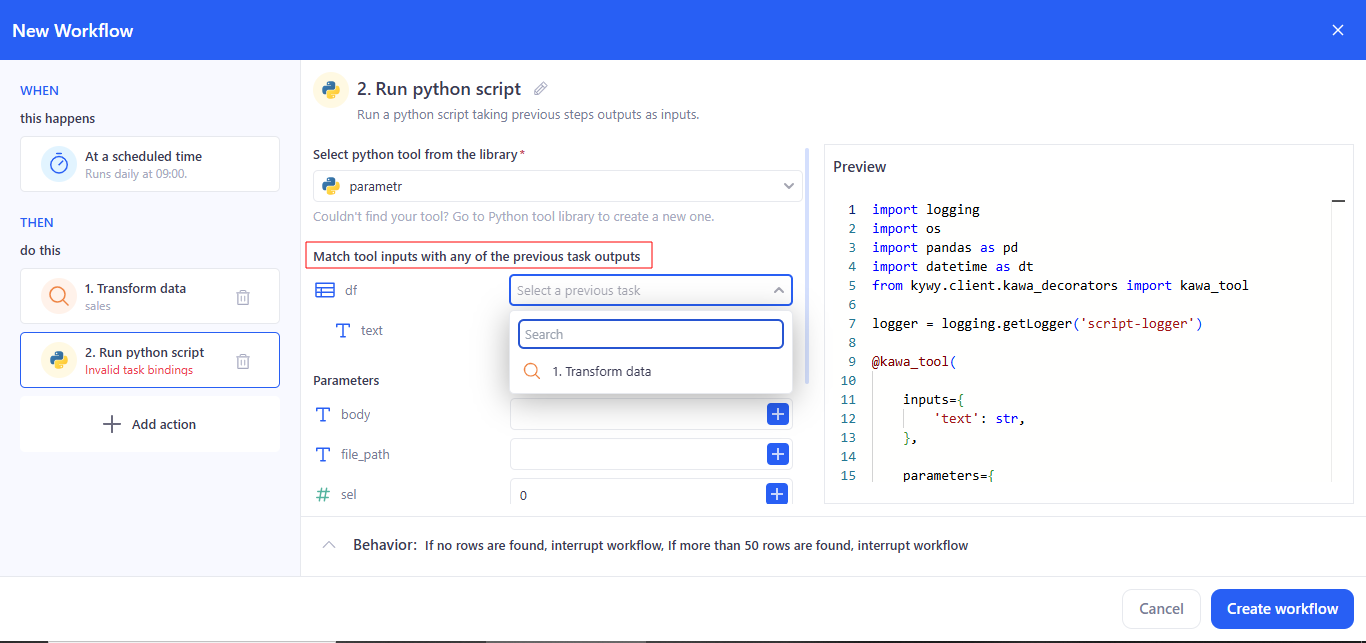 New Workflow
WHEN
this happens
At a scheduled time
Runs daily at 09:00.
THEN
do this
1. Transform data
sales
2. Run python script
Invalid task bindings
Add action
2. Run python script
Run a python script taking previous steps outputs as inputs.
Select python tool from the library*
parametr
Couldn't find your tool? Go to Python tool library to create a new one.
Match tool inputs with any of the previous task outputs
df
Select a previous task
Search
1. Transform data
text
Parameters
body
file_path
sel
0
Preview
1 import logging
2 import os
3 import pandas as pd
4 import datetime as dt
5 from kywy.client.kawa_decorators import kawa_tool
6
7 logger = logging.getLogger('script-logger')
8
9 @kawa_tool(
10
11 inputs={
12 'text': str,
13 },
14
15 parameters={
Behavior: If no rows are found, interrupt workflow, If more than 50 rows are found, interrupt workflow
Cancel
Create workflow